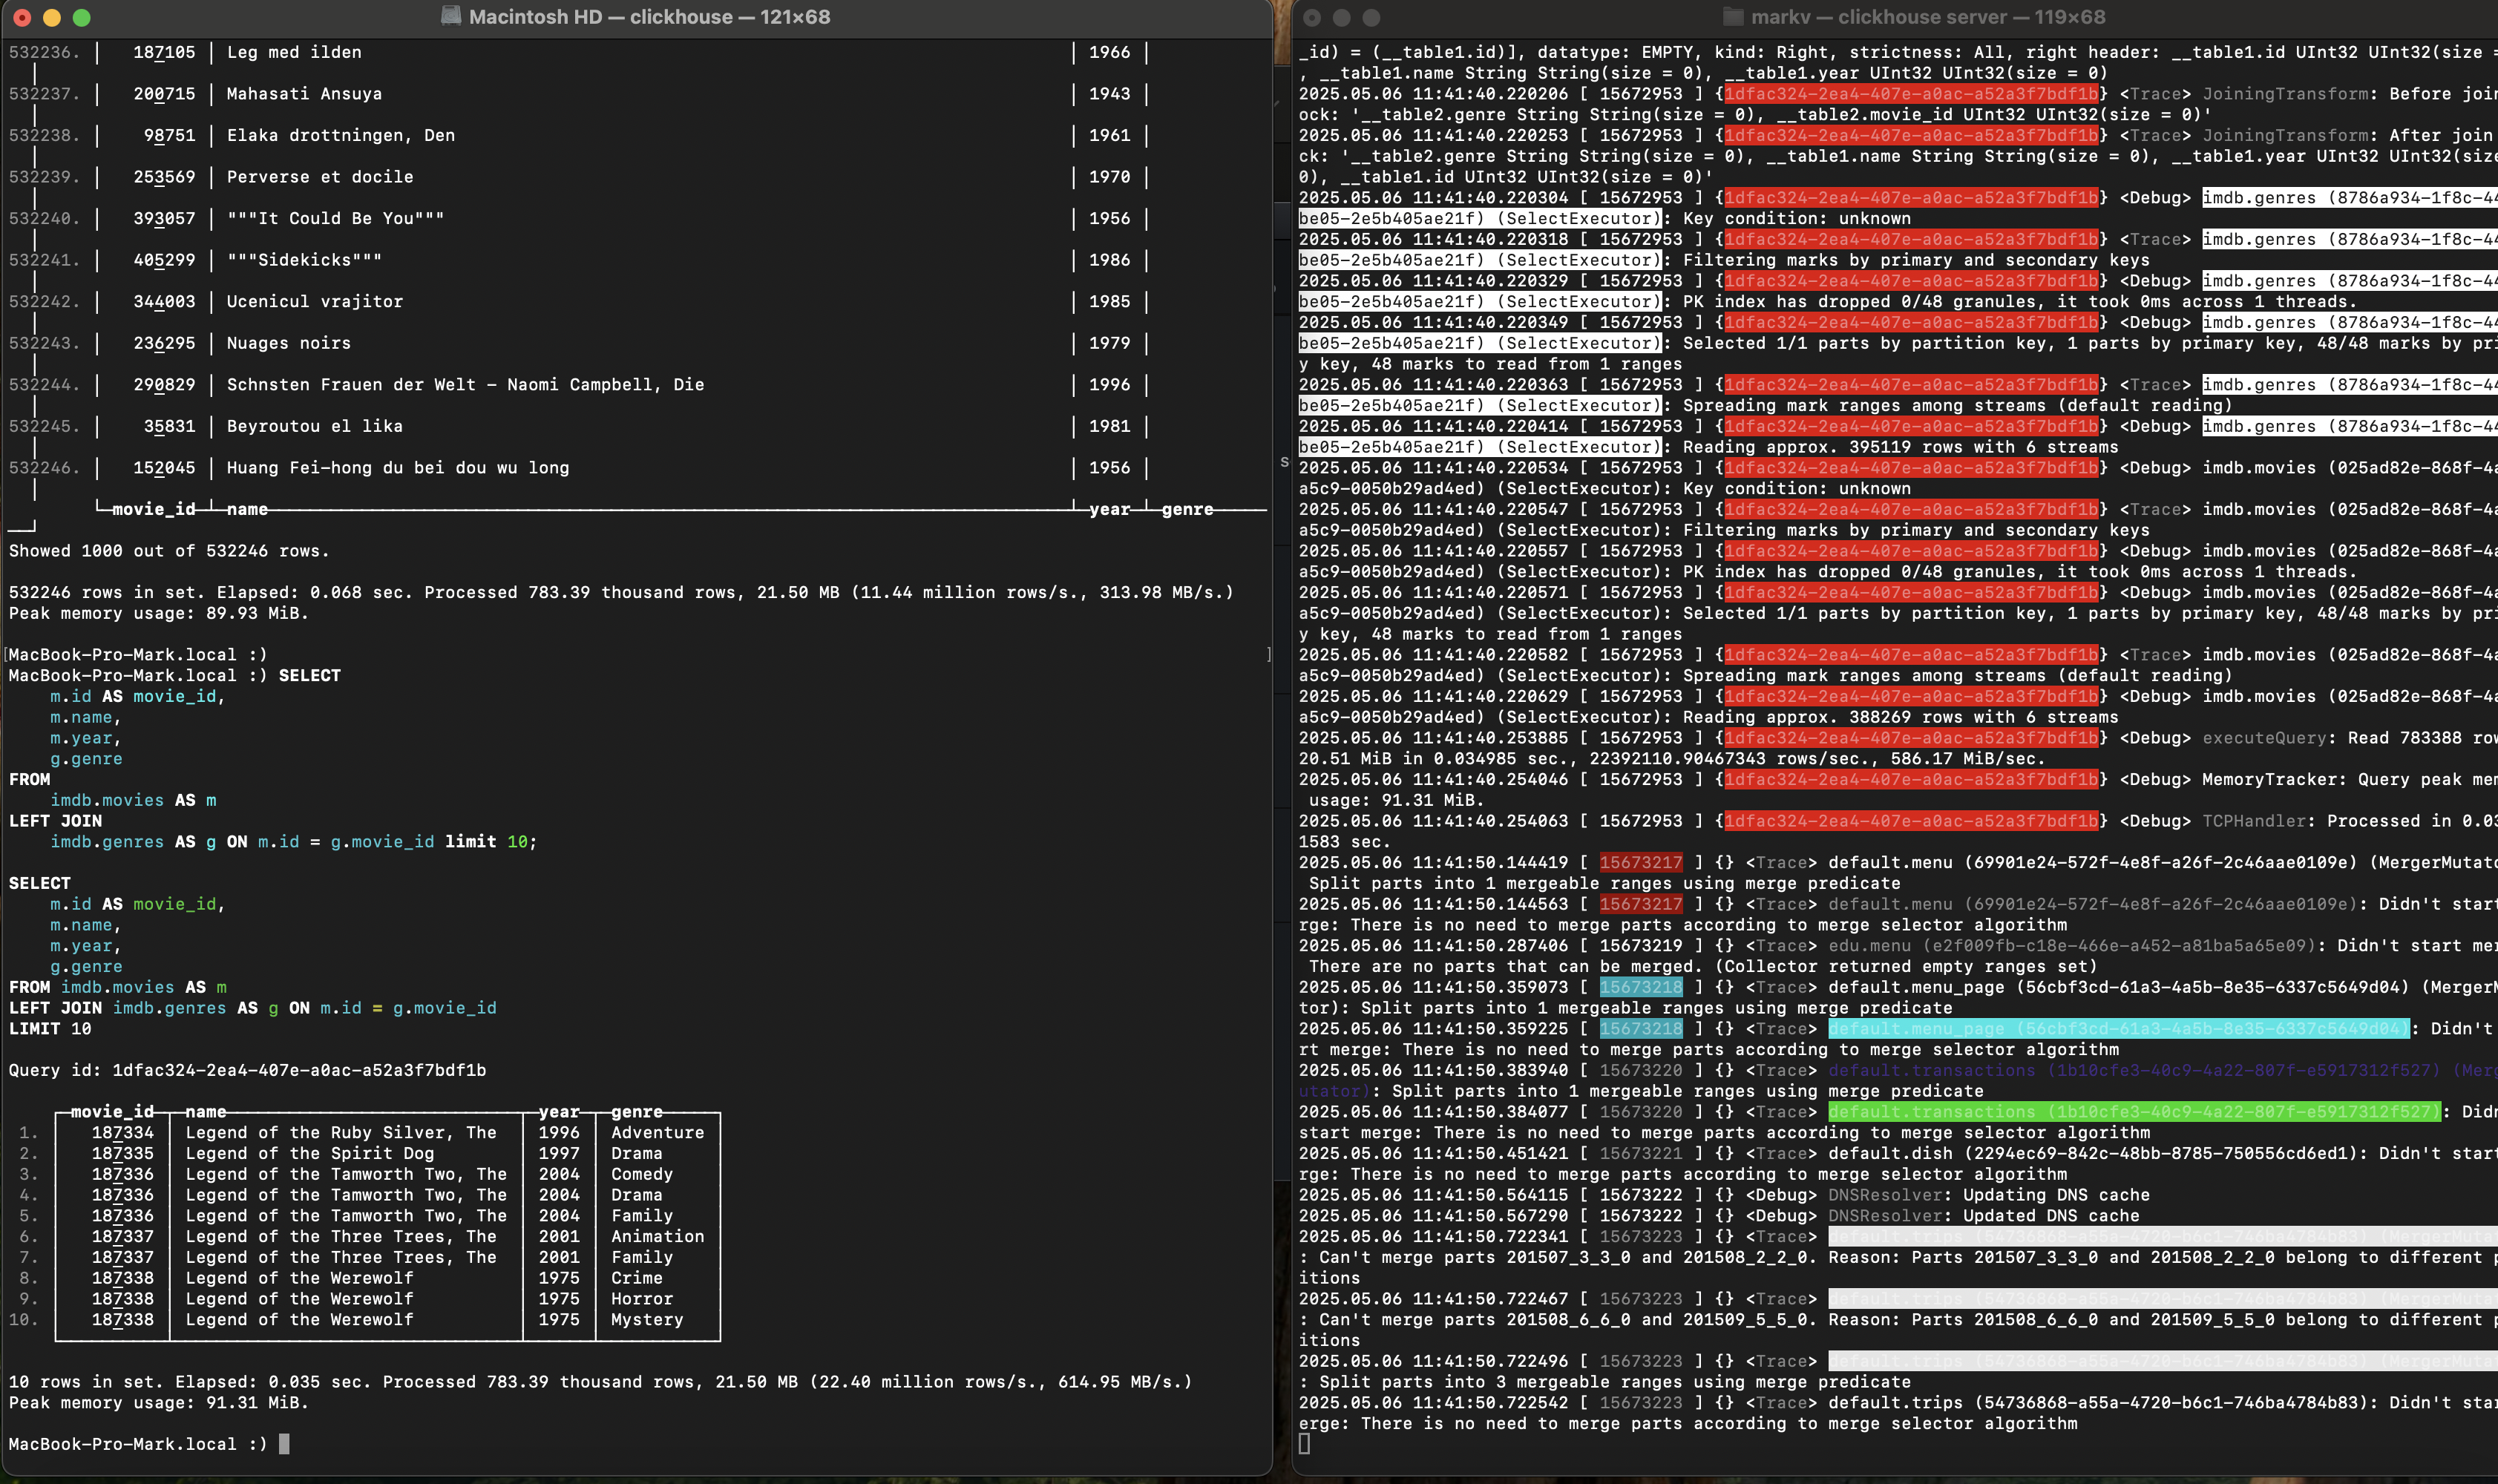 Macintosh HD — clickhouse — 121×68
532236. │ 187105 │ Leg med ilden │ 1966 │
532237. │ 200715 │ Mahasati Ansuya │ 1943 │
532238. │ 98751 │ Elaka drottningen, Den │ 1961 │
532239. │ 253569 │ Perverse et docile │ 1970 │
532240. │ 393057 │ """It Could Be You""" │ 1956 │
532241. │ 405299 │ """Sidekicks""" │ 1986 │
532242. │ 344003 │ Ucenicul vrajitor │ 1985 │
532243. │ 236295 │ Nuages noirs │ 1979 │
532244. │ 290829 │ Schnsten Frauen der Welt - Naomi Campbell, Die │ 1996 │
532245. │ 35831 │ Beyroutou el lika │ 1981 │
532246. │ 152045 │ Huang Fei-hong du bei dou wu long │ 1956 │
movie_id name year genre
Showed 1000 out of 532246 rows.
532246 rows in set. Elapsed: 0.068 sec. Processed 783.39 thousand rows, 21.50 MB (11.44 million rows/s., 313.98 MB/s.)
Peak memory usage: 89.93 MiB.
[MacBook-Pro-Mark.local :) ]
MacBook-Pro-Mark.local :) SELECT
m.id AS movie_id,
m.name,
m.year,
g.genre
FROM
imdb.movies AS m
LEFT JOIN
imdb.genres AS g ON m.id = g.movie_id limit 10;
SELECT
m.id AS movie_id,
m.name,
m.year,
g.genre
FROM imdb.movies AS m
LEFT JOIN imdb.genres AS g ON m.id = g.movie_id
LIMIT 10
Query id: 1dfac324-2ea4-407e-a0ac-a52a3f7bdf1b
movie_id name year genre
1. │ 187334 │ Legend of the Ruby Silver, The │ 1996 │ Adventure │
2. │ 187335 │ Legend of the Spirit Dog │ 1997 │ Drama │
3. │ 187336 │ Legend of the Tamworth Two, The │ 2004 │ Comedy │
4. │ 187336 │ Legend of the Tamworth Two, The │ 2004 │ Drama │
5. │ 187336 │ Legend of the Tamworth Two, The │ 2004 │ Family │
6. │ 187337 │ Legend of the Three Trees, The │ 2001 │ Animation │
7. │ 187337 │ Legend of the Three Trees, The │ 2001 │ Family │
8. │ 187338 │ Legend of the Werewolf │ 1975 │ Crime │
9. │ 187338 │ Legend of the Werewolf │ 1975 │ Horror │
10. │ 187338 │ Legend of the Werewolf │ 1975 │ Mystery │
10 rows in set. Elapsed: 0.035 sec. Processed 783.39 thousand rows, 21.50 MB (22.40 million rows/s., 614.95 MB/s.)
Peak memory usage: 91.31 MiB.
MacBook-Pro-Mark.local :)
markv — clickhouse server — 119×68
_id) = (__table1.id)], datatype: EMPTY, kind: Right, strictness: All, right header: __table1.id UInt32 UInt32(size =
, __table1.name String String(size = 0), __table1.year UInt32 UInt32(size = 0)
2025.05.06 11:41:40.220206 [ 15672953 ] {1dfac324-2ea4-407e-a0ac-a52a3f7bdf1b} <Trace> JoiningTransform: Before join
ock: '__table2.genre String String(size = 0), __table2.movie_id UInt32 UInt32(size = 0)'
2025.05.06 11:41:40.220253 [ 15672953 ] {1dfac324-2ea4-407e-a0ac-a52a3f7bdf1b} <Trace> JoiningTransform: After join
ck: '__table2.genre String String(size = 0), __table1.name String String(size = 0), __table1.year UInt32 UInt32(size
0), __table1.id UInt32 UInt32(size = 0)'
2025.05.06 11:41:40.220304 [ 15672953 ] {1dfac324-2ea4-407e-a0ac-a52a3f7bdf1b} <Debug> imdb.genres (8786a934-1f8c-44
be05-2e5b405ae21f) (SelectExecutor): Key condition: unknown
2025.05.06 11:41:40.220318 [ 15672953 ] {1dfac324-2ea4-407e-a0ac-a52a3f7bdf1b} <Trace> imdb.genres (8786a934-1f8c-44
be05-2e5b405ae21f) (SelectExecutor): Filtering marks by primary and secondary keys
2025.05.06 11:41:40.220329 [ 15672953 ] {1dfac324-2ea4-407e-a0ac-a52a3f7bdf1b} <Debug> imdb.genres (8786a934-1f8c-44
be05-2e5b405ae21f) (SelectExecutor): PK index has dropped 0/48 granules, it took 0ms across 1 threads.
2025.05.06 11:41:40.220349 [ 15672953 ] {1dfac324-2ea4-407e-a0ac-a52a3f7bdf1b} <Debug> imdb.genres (8786a934-1f8c-44
be05-2e5b405ae21f) (SelectExecutor): Selected 1/1 parts by partition key, 1 parts by primary key, 48/48 marks by pri
y key, 48 marks to read from 1 ranges
2025.05.06 11:41:40.220363 [ 15672953 ] {1dfac324-2ea4-407e-a0ac-a52a3f7bdf1b} <Trace> imdb.genres (8786a934-1f8c-44
be05-2e5b405ae21f) (SelectExecutor): Spreading mark ranges among streams (default reading)
2025.05.06 11:41:40.220414 [ 15672953 ] {1dfac324-2ea4-407e-a0ac-a52a3f7bdf1b} <Debug> imdb.genres (8786a934-1f8c-44
be05-2e5b405ae21f) (SelectExecutor): Reading approx. 395119 rows with 6 streams
2025.05.06 11:41:40.220534 [ 15672953 ] {1dfac324-2ea4-407e-a0ac-a52a3f7bdf1b} <Debug> imdb.movies (025ad82e-868f-4a
a5c9-0050b29ad4ed) (SelectExecutor): Key condition: unknown
2025.05.06 11:41:40.220547 [ 15672953 ] {1dfac324-2ea4-407e-a0ac-a52a3f7bdf1b} <Trace> imdb.movies (025ad82e-868f-4a
a5c9-0050b29ad4ed) (SelectExecutor): Filtering marks by primary and secondary keys
2025.05.06 11:41:40.220557 [ 15672953 ] {1dfac324-2ea4-407e-a0ac-a52a3f7bdf1b} <Debug> imdb.movies (025ad82e-868f-4a
a5c9-0050b29ad4ed) (SelectExecutor): PK index has dropped 0/48 granules, it took 0ms across 1 threads.
2025.05.06 11:41:40.220571 [ 15672953 ] {1dfac324-2ea4-407e-a0ac-a52a3f7bdf1b} <Debug> imdb.movies (025ad82e-868f-4a
a5c9-0050b29ad4ed) (SelectExecutor): Selected 1/1 parts by partition key, 1 parts by primary key, 48/48 marks by pri
y key, 48 marks to read from 1 ranges
2025.05.06 11:41:40.220582 [ 15672953 ] {1dfac324-2ea4-407e-a0ac-a52a3f7bdf1b} <Trace> imdb.movies (025ad82e-868f-4a
a5c9-0050b29ad4ed) (SelectExecutor): Spreading mark ranges among streams (default reading)
2025.05.06 11:41:40.220629 [ 15672953 ] {1dfac324-2ea4-407e-a0ac-a52a3f7bdf1b} <Debug> imdb.movies (025ad82e-868f-4a
a5c9-0050b29ad4ed) (SelectExecutor): Reading approx. 388269 rows with 6 streams
2025.05.06 11:41:40.253885 [ 15672953 ] {1dfac324-2ea4-407e-a0ac-a52a3f7bdf1b} <Debug> executeQuery: Read 783388 row
20.51 MiB in 0.034985 sec., 22392110.90467343 rows/sec., 586.17 MiB/sec.
2025.05.06 11:41:40.254046 [ 15672953 ] {1dfac324-2ea4-407e-a0ac-a52a3f7bdf1b} <Debug> MemoryTracker: Query peak mem
usage: 91.31 MiB.
2025.05.06 11:41:40.254063 [ 15672953 ] {1dfac324-2ea4-407e-a0ac-a52a3f7bdf1b} <Debug> TCPHandler: Processed in 0.03
1583 sec.
2025.05.06 11:41:50.144419 [ 15673217 ] {} <Trace> default.menu (69901e24-572f-4e8f-a26f-2c46aae0109e) (MergerMutato
Split parts into 1 mergeable ranges using merge predicate
2025.05.06 11:41:50.144563 [ 15673217 ] {} <Trace> default.menu (69901e24-572f-4e8f-a26f-2c46aae0109e): Didn't start
rge: There is no need to merge parts according to merge selector algorithm
2025.05.06 11:41:50.287406 [ 15673219 ] {} <Trace> edu.menu (e2f009fb-c18e-466e-a452-a81ba5a65e09): Didn't start mer
There are no parts that can be merged. (Collector returned empty ranges set)
2025.05.06 11:41:50.359073 [ 15673218 ] {} <Trace> default.menu_page (56cbf3cd-61a3-4a5b-8e35-6337c5649d04) (MergerM
tor): Split parts into 1 mergeable ranges using merge predicate
2025.05.06 11:41:50.359225 [ 15673218 ] {} <Trace> default.menu_page (56cbf3cd-61a3-4a5b-8e35-6337c5649d04): Didn't
rt merge: There is no need to merge parts according to merge selector algorithm
2025.05.06 11:41:50.383940 [ 15673220 ] {} <Trace> default.transactions (1b10cfe3-40c9-4a22-807f-e5917312f527) (Merg
utator): Split parts into 1 mergeable ranges using merge predicate
2025.05.06 11:41:50.384077 [ 15673220 ] {} <Trace> default.transactions (1b10cfe3-40c9-4a22-807f-e5917312f527): Didn
start merge: There is no need to merge parts according to merge selector algorithm
2025.05.06 11:41:50.451421 [ 15673221 ] {} <Trace> default.dish (2294ec69-842c-48bb-8785-750556cd6ed1): Didn't start
rge: There is no need to merge parts according to merge selector algorithm
2025.05.06 11:41:50.564115 [ 15673222 ] {} <Debug> DNSResolver: Updating DNS cache
2025.05.06 11:41:50.567290 [ 15673222 ] {} <Debug> DNSResolver: Updated DNS cache
2025.05.06 11:41:50.722341 [ 15673223 ] {} <Trace> default.trips (54736868-a55a-4720-b6c1-746ba4784b83) (MergerMutat
: Can't merge parts 201507_3_3_0 and 201508_2_2_0. Reason: Parts 201507_3_3_0 and 201508_2_2_0 belong to different p
itions
2025.05.06 11:41:50.722467 [ 15673223 ] {} <Trace> default.trips (54736868-a55a-4720-b6c1-746ba4784b83) (MergerMutat
: Can't merge parts 201508_6_6_0 and 201509_5_5_0. Reason: Parts 201508_6_6_0 and 201509_5_5_0 belong to different p
itions
2025.05.06 11:41:50.722496 [ 15673223 ] {} <Trace> default.trips (54736868-a55a-4720-b6c1-746ba4784b83) (MergerMutat
: Split parts into 3 mergeable ranges using merge predicate
2025.05.06 11:41:50.722542 [ 15673223 ] {} <Trace> default.trips (54736868-a55a-4720-b6c1-746ba4784b83): Didn't star
erge: There is no need to merge parts according to merge selector algorithm